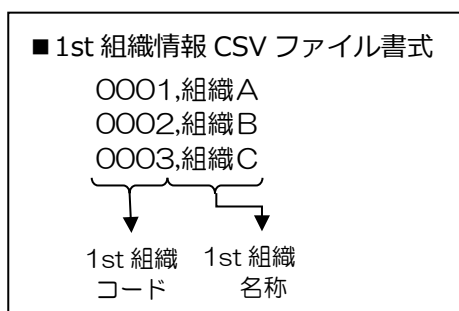 ■1st 組織情報 CSV ファイル書式
0001,組織A
0002,組織B
0003,組織C
1st 組織 1st 組織
コード 名称